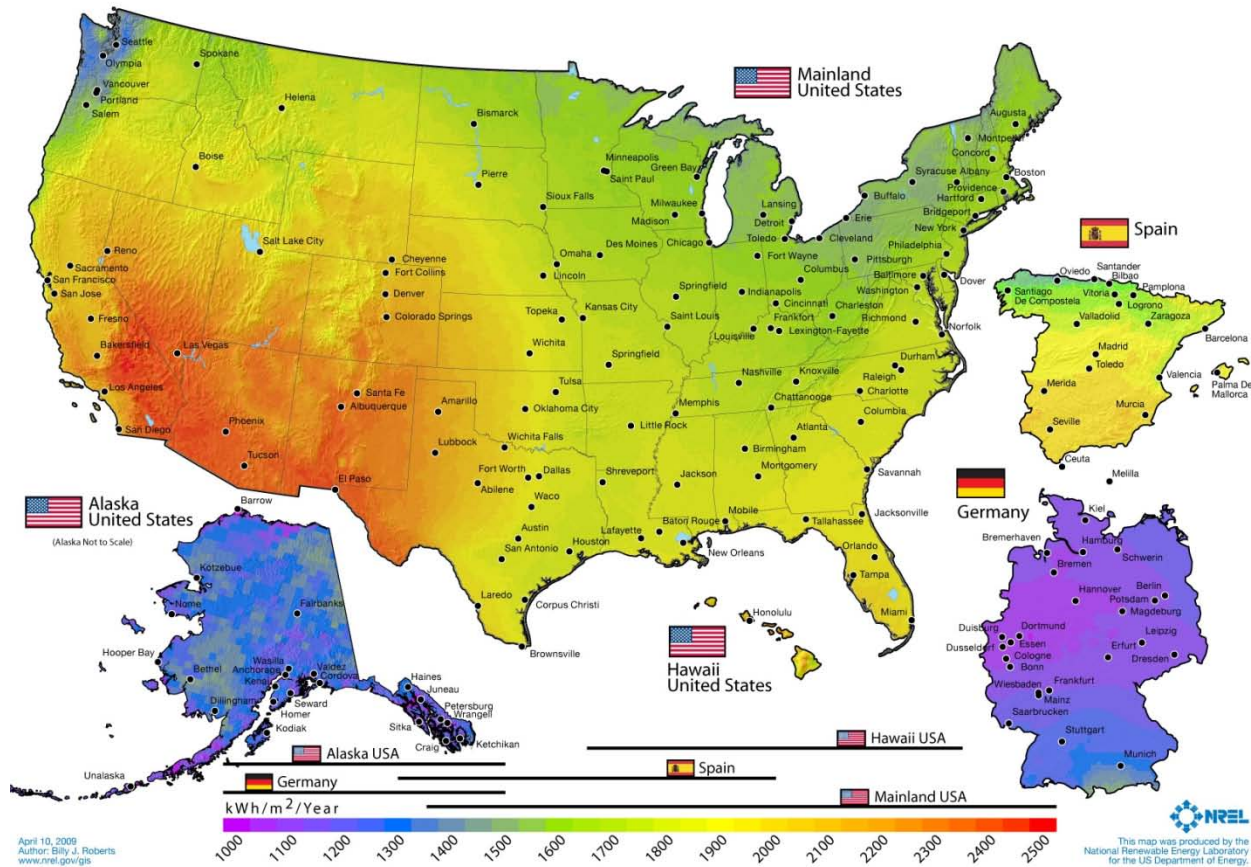 Mainland
United States
Seattle
Olympia
Spokane
Vancouver
Portland
Salem
Helena
Bismarck
Boise
Pierre
Minneapolis
Saint Paul
Green Bay
Sioux Falls
Milwaukee
Madison
Lansing
Detroit
Augusta
Montpelier
Concord
Syracuse
Albany
Boston
Buffalo
Providence
Hartford
Bridgeport
Erie
New York
Reno
Salt Lake City
Sacramento
San Francisco
San Jose
Cheyenne
Fort Collins
Denver
Colorado Springs
Omaha
Des Moines
Chicago
Toledo
Cleveland
Lincoln
Fort Wayne
Philadelphia
Pittsburgh
Columbus
Baltimore
Washington
Dover
Springfield
Indianapolis
Cincinnati
Charleston
Fresno
Las Vegas
Topeka
Kansas City
Saint Louis
Frankfort
Louisville
Lexington-Fayette
Richmond
Norfolk
Bakersfield
Wichita
Springfield
Durham
Los Angeles
Santa Fe
Albuquerque
Tulsa
Nashville
Knoxville
Raleigh
Charlotte
San Diego
Phoenix
Amarillo
Oklahoma City
Memphis
Chattanooga
Columbia
Tucson
Lubbock
Wichita Falls
Little Rock
Atlanta
Birmingham
El Paso
Fort Worth
Dallas
Abilene
Shreveport
Jackson
Montgomery
Savannah
Waco
Austin
San Antonio
Houston
Lafayette
Baton Rouge
Mobile
Tallahassee
Jacksonville
New Orleans
Orlando
Tampa
Miami
Laredo
Corpus Christi
Brownsville
Spain
Oviedo
Santander
Bilbao
Santiago
De Compostela
Vitoria
Pamplona
Logrono
Valladolid
Zaragoza
Barcelona
Madrid
Toledo
Valencia
Palma De
Mallorca
Merida
Murcia
Seville
Ceuta
Melilla
Germany
Kiel
Bremerhaven
Hamburg
Schwerin
Bremen
Berlin
Hannover
Potsdam
Magdeburg
Duisburg
Dortmund
Essen
Leipzig
Dusseldorf
Cologne
Erfurt
Dresden
Bonn
Wiesbaden
Frankfurt
Mainz
Saarbrucken
Stuttgart
Munich
Alaska
United States
(Alaska Not to Scale)
Barrow
Kotzebue
Nome
Fairbanks
Hooper Bay
Bethel
Wasilla
Anchorage
Kenai
Valdez
Cordova
Dillingham
Seward
Homer
Kodiak
Unalaska
Haines
Juneau
Petersburg
Wrangell
Sitka
Craig
Ketchikan
Honolulu
Hawaii
United States
Alaska USA
Hawaii USA
Germany
Spain
Mainland USA
kWh/m2/Year
1000 1100 1200 1300 1400 1500 1600 1700 1800 1900 2000 2100 2200 2300 2400 2500
April 10, 2009
Author: Billy J. Roberts
www.nrel.gov/gis
NREL
This map was produced by the
National Renewable Energy Laboratory
for the US Department of Energy.